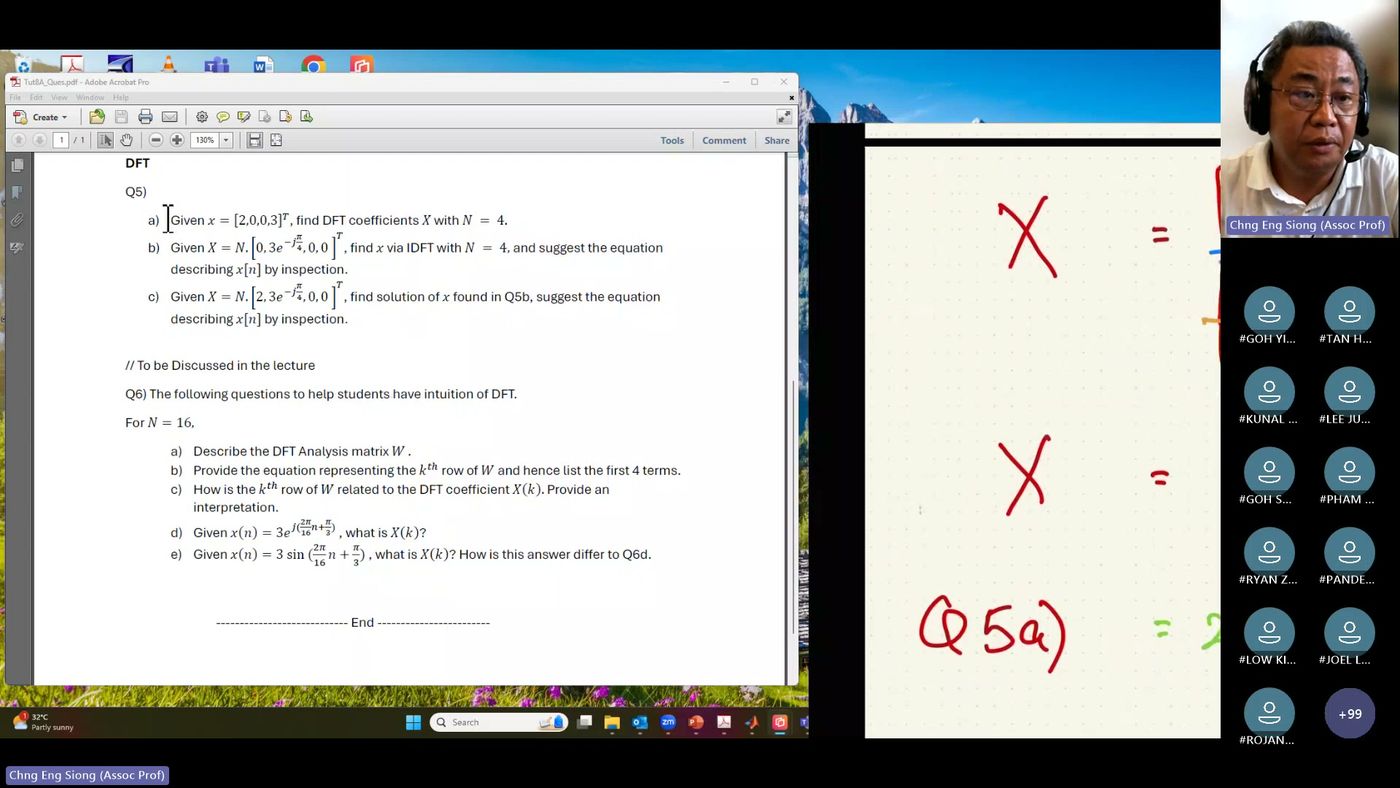 Tut8A_Ques.pdf - Adobe Acrobat Pro
File Edit View Window Help
Create
1 / 1 130% Tools Comment Share
DFT
Q5)
a) Given x = [2,0,0,3]^T, find DFT coefficients X with N = 4.
b) Given X = N. [0, 3e^{-j\frac{π}{4}}, 0, 0]^T, find x via IDFT with N = 4, and suggest the equation
describing x[n] by inspection.
c) Given X = N. [2, 3e^{-j\frac{π}{4}}, 0, 0]^T, find solution of x found in Q5b, suggest the equation
describing x[n] by inspection.
// To be Discussed in the lecture
Q6) The following questions to help students have intuition of DFT.
For N = 16,
a) Describe the DFT Analysis matrix W .
b) Provide the equation representing the k^{th} row of W and hence list the first 4 terms.
c) How is the k^{th} row of W related to the DFT coefficient X(k). Provide an
interpretation.
d) Given x(n) = 3e^{j(\frac{2π}{16}n+\frac{π}{3})} , what is X(k)?
e) Given x(n) = 3 sin (\frac{2π}{16}n + \frac{π}{3}) , what is X(k)? How is this answer differ to Q6d.
--------------------------- End -----------------------
X =
X =
Q5a) = 2
32°C
Partly sunny
Search
Chng Eng Siong (Assoc Prof)
#GOH YI... #TAN H...
#KUNAL ... #LEE JU...
#GOH S... #PHAM ...
#RYAN Z... #PANDE...
#LOW KI... #JOEL L...
#ROJAN... +99
Chng Eng Siong (Assoc Prof)